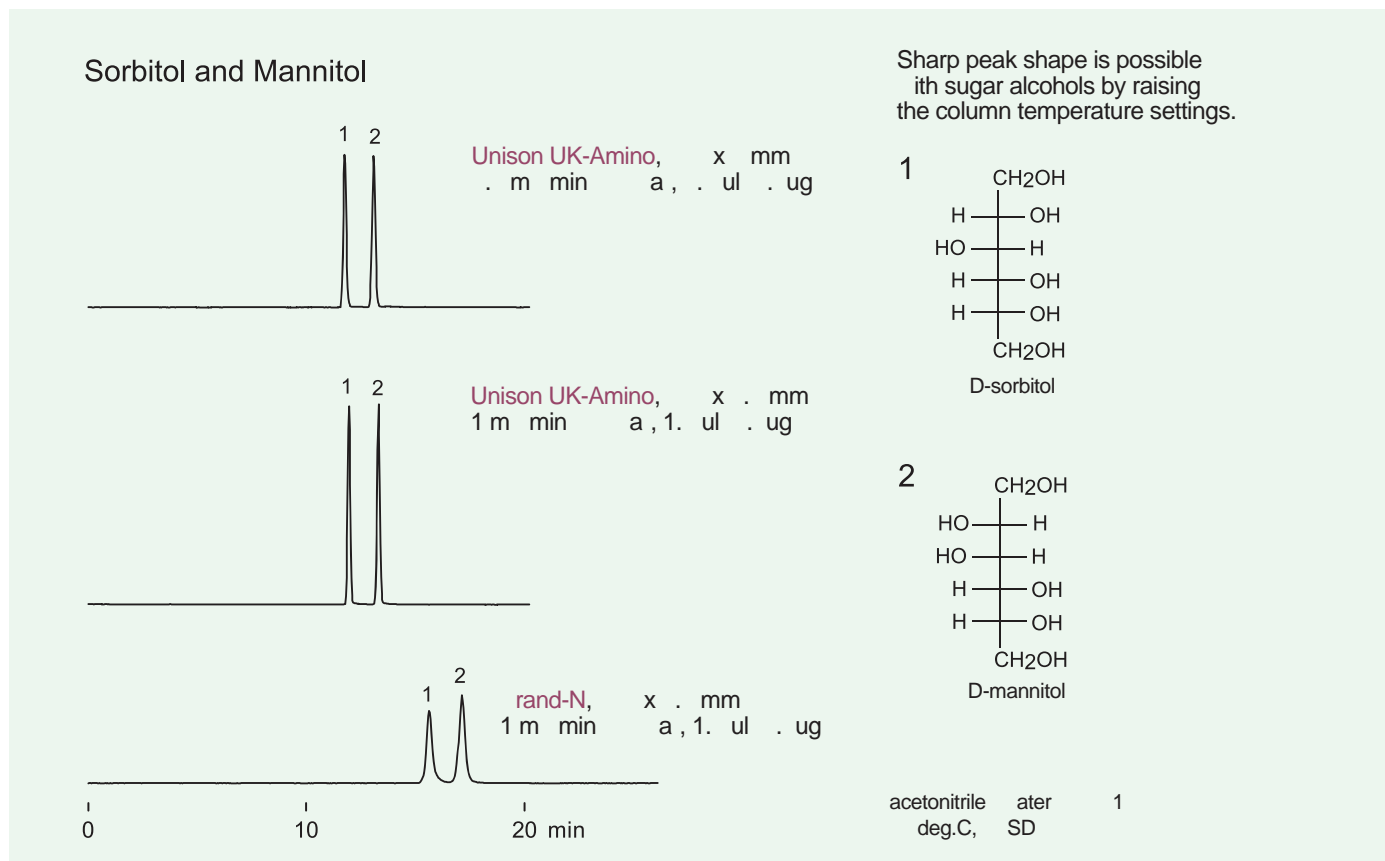 Sorbitol and Mannitol
Sharp peak shape is possible
ith sugar alcohols by raising
the column temperature settings.
1 2
Unison UK-Amino, x mm
. m min a , . ul . ug
1 2
Unison UK-Amino, x . mm
1 m min a , 1. ul . ug
1 2
rand-N, x . mm
1 m min a , 1. ul . ug
0 10 20 min
1
CH2OH
H OH
HO H
H OH
H OH
CH2OH
D-sorbitol
2
CH2OH
HO H
HO H
H OH
H OH
CH2OH
D-mannitol
acetonitrile ater 1
deg.C, SD